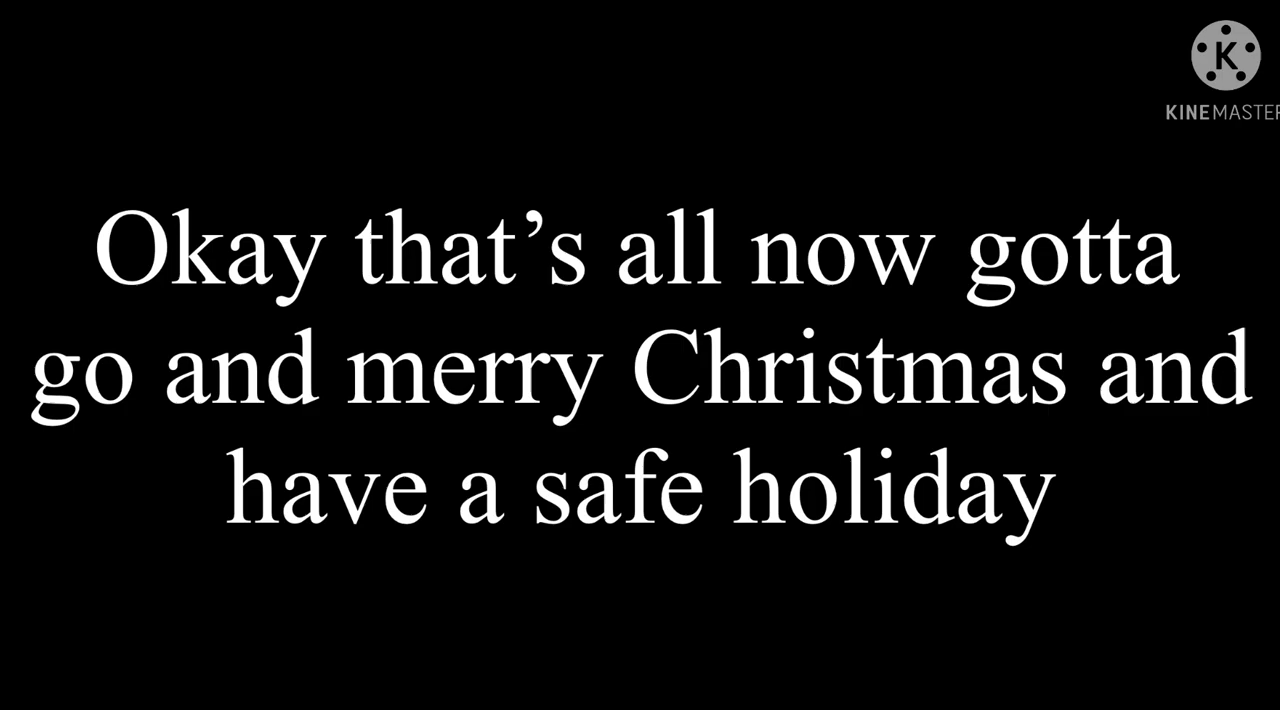 K
KINEMASTER
Okay that’s all now gotta
go and merry Christmas and
have a safe holiday